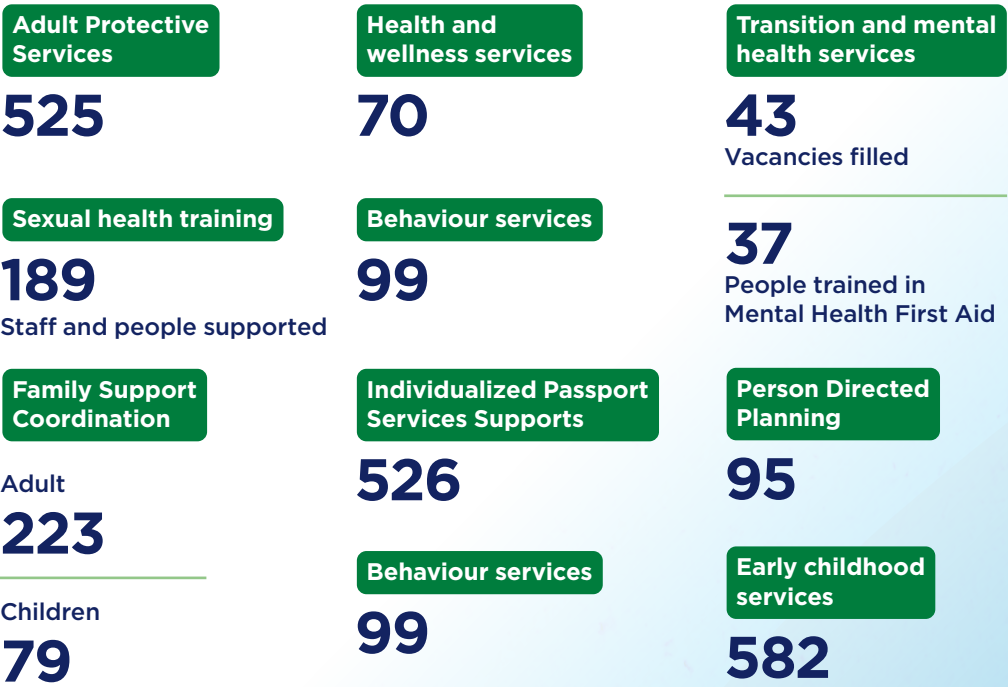 Adult Protective
Services
525
Health and
wellness services
70
Transition and mental
health services
43
Vacancies filled
37
People trained in
Mental Health First Aid
Sexual health training
189
Staff and people supported
Behaviour services
99
Family Support
Coordination
Adult
223
Children
79
Individualized Passport
Services Supports
526
Behaviour services
99
Person Directed
Planning
95
Early childhood
services
582